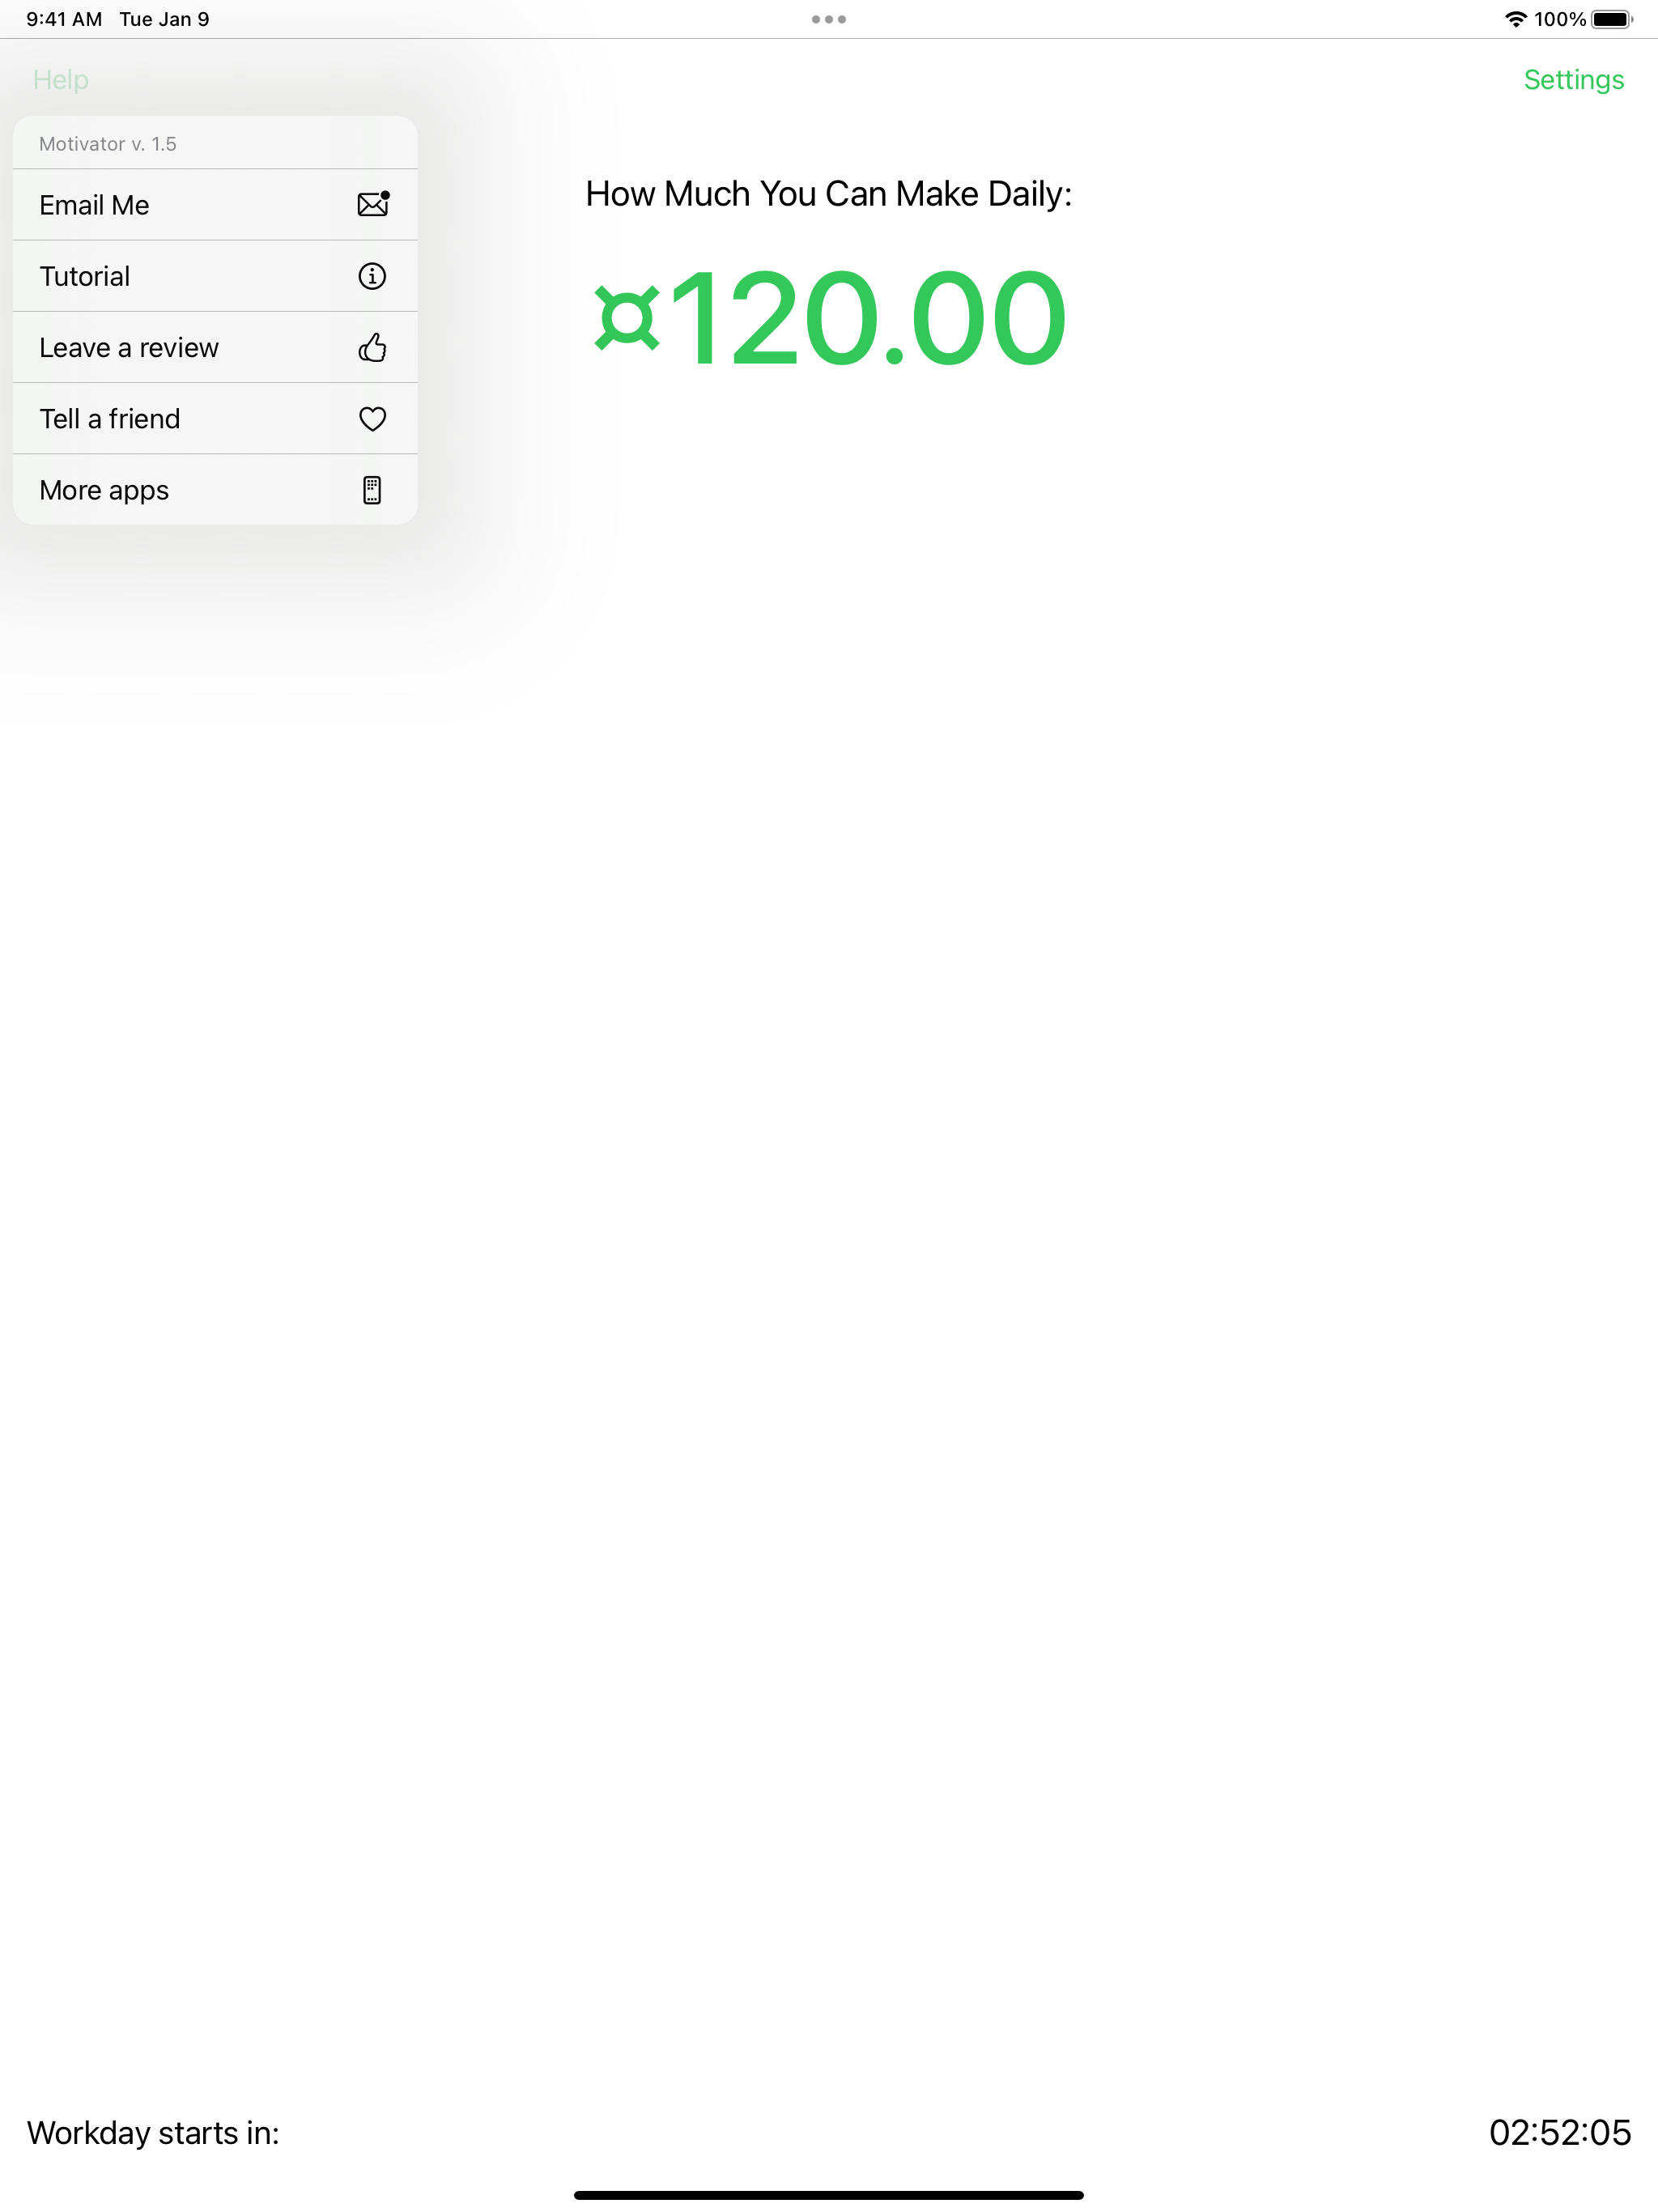 9:41 AM Tue Jan 9
100%
Help
Settings
Motivator v. 1.5
Email Me
Tutorial
Leave a review
Tell a friend
More apps
How Much You Can Make Daily:
¤120.00
Workday starts in:
02:52:05